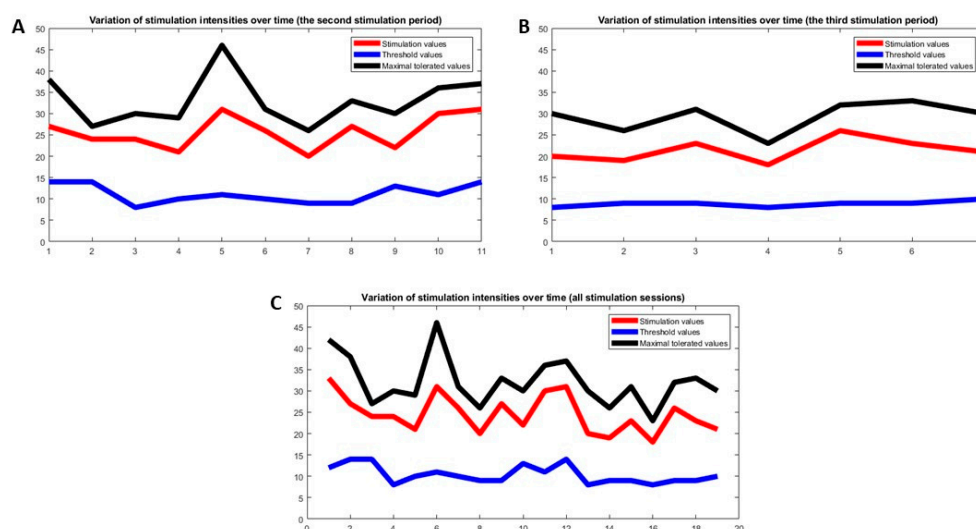 A
Variation of stimulation intensities over time (the second stimulation period)
50
45
40
35
30
25
20
15
10
5
0
1 2 3 4 5 6 7 8 9 10 11
Stimulation values
Threshold values
Maximal tolerated values
B
Variation of stimulation intensities over time (the third stimulation period)
50
45
40
35
30
25
20
15
10
5
0
1 2 3 4 5 6
Stimulation values
Threshold values
Maximal tolerated values
C
Variation of stimulation intensities over time (all stimulation sessions)
50
45
40
35
30
25
20
15
10
5
0
0 2 4 6 8 10 12 14 16 18 20
Stimulation values
Threshold values
Maximal tolerated values